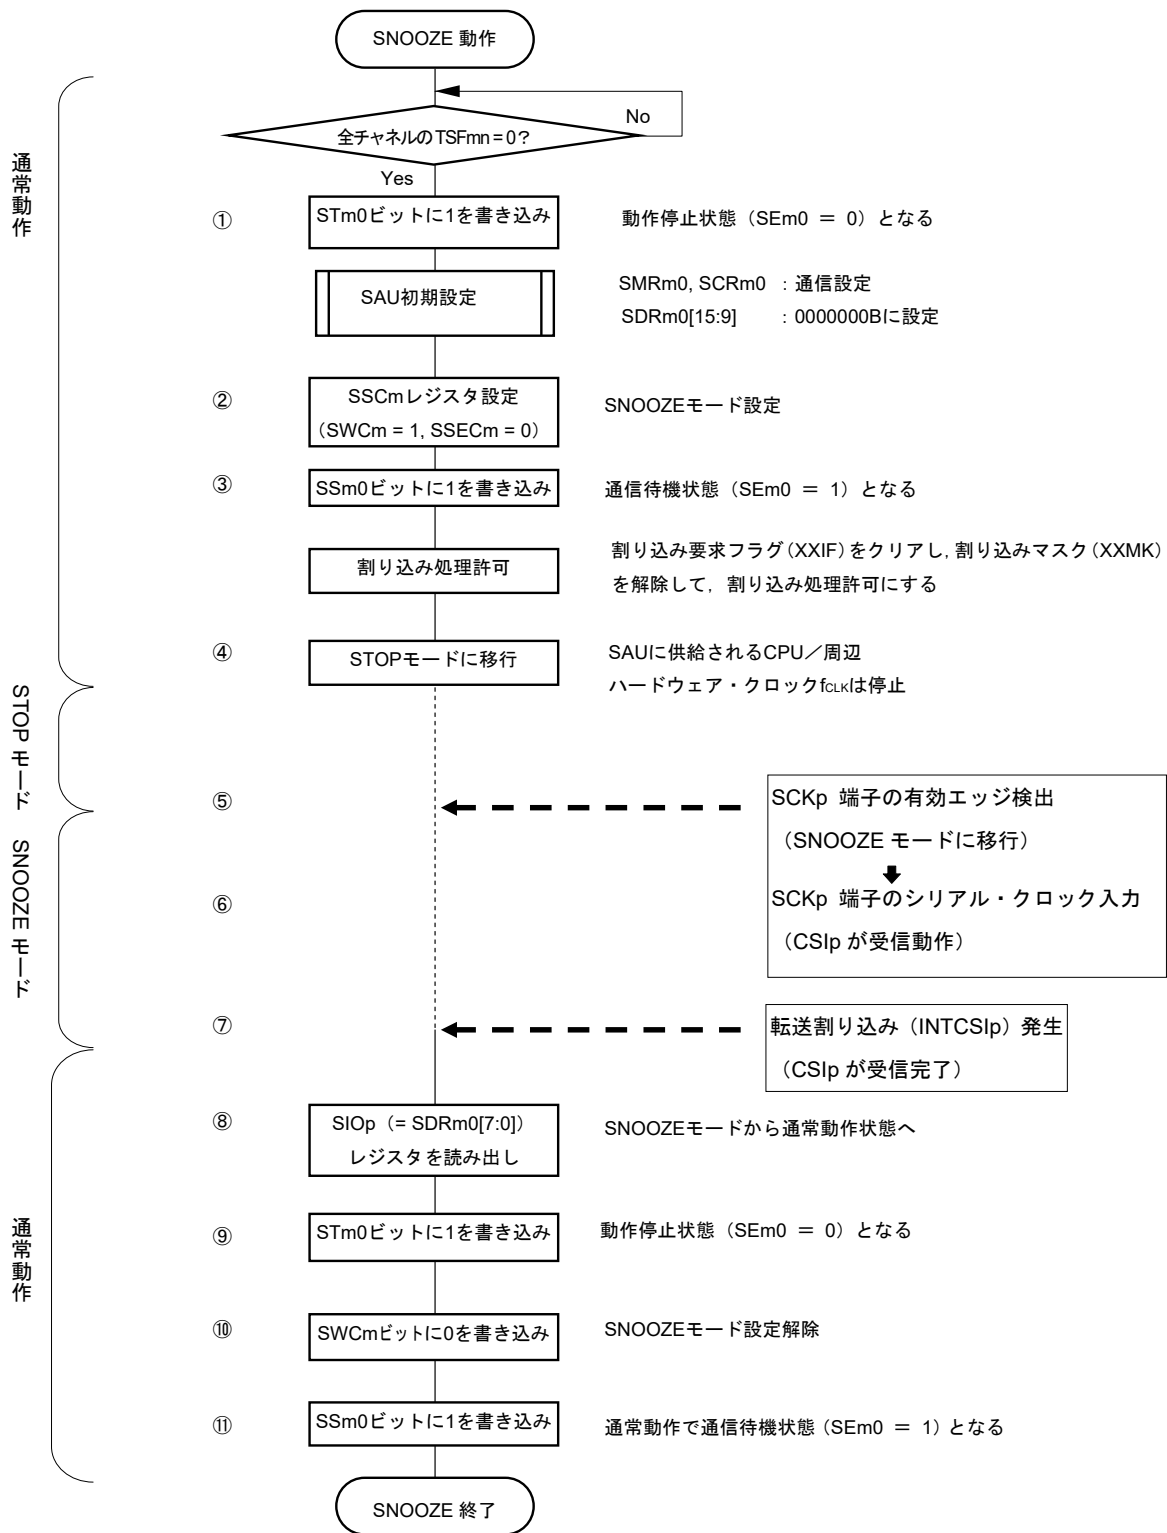 SNOOZE 動作
No
全チャネルのTSFmn = 0？
Yes
通常動作
① STm0ビットに1を書き込み 動作停止状態（SEm0 ＝ 0）となる
SAU初期設定
SMRm0, SCRm0 ：通信設定
SDRm0[15:9] ：0000000Bに設定
② SSCmレジスタ設定
（SWCm = 1, SSECm = 0）
SNOOZEモード設定
③ SSm0ビットに1を書き込み 通信待機状態（SEm0 ＝ 1）となる
割り込み処理許可
割り込み要求フラグ（XXIF）をクリアし, 割り込みマスク（XXMK）
を解除して，割り込み処理許可にする
④ STOPモードに移行
SAUに供給されるCPU／周辺
ハードウェア・クロックfCLKは停止
STOP モード
⑤ SCKp 端子の有効エッジ検出
（SNOOZE モードに移行）
SNOOZE モード
⑥ SCKp 端子のシリアル・クロック入力
（CSIp が受信動作）
⑦ 転送割り込み（INTCSIp）発生
（CSIp が受信完了）
通常動作
⑧ SIOp（= SDRm0[7:0]）
レジスタを読み出し
SNOOZEモードから通常動作状態へ
⑨ STm0ビットに1を書き込み 動作停止状態（SEm0 ＝ 0）となる
⑩ SWCmビットに0を書き込み SNOOZEモード設定解除
⑪ SSm0ビットに1を書き込み 通常動作で通信待機状態（SEm0 ＝ 1）となる
SNOOZE 終了